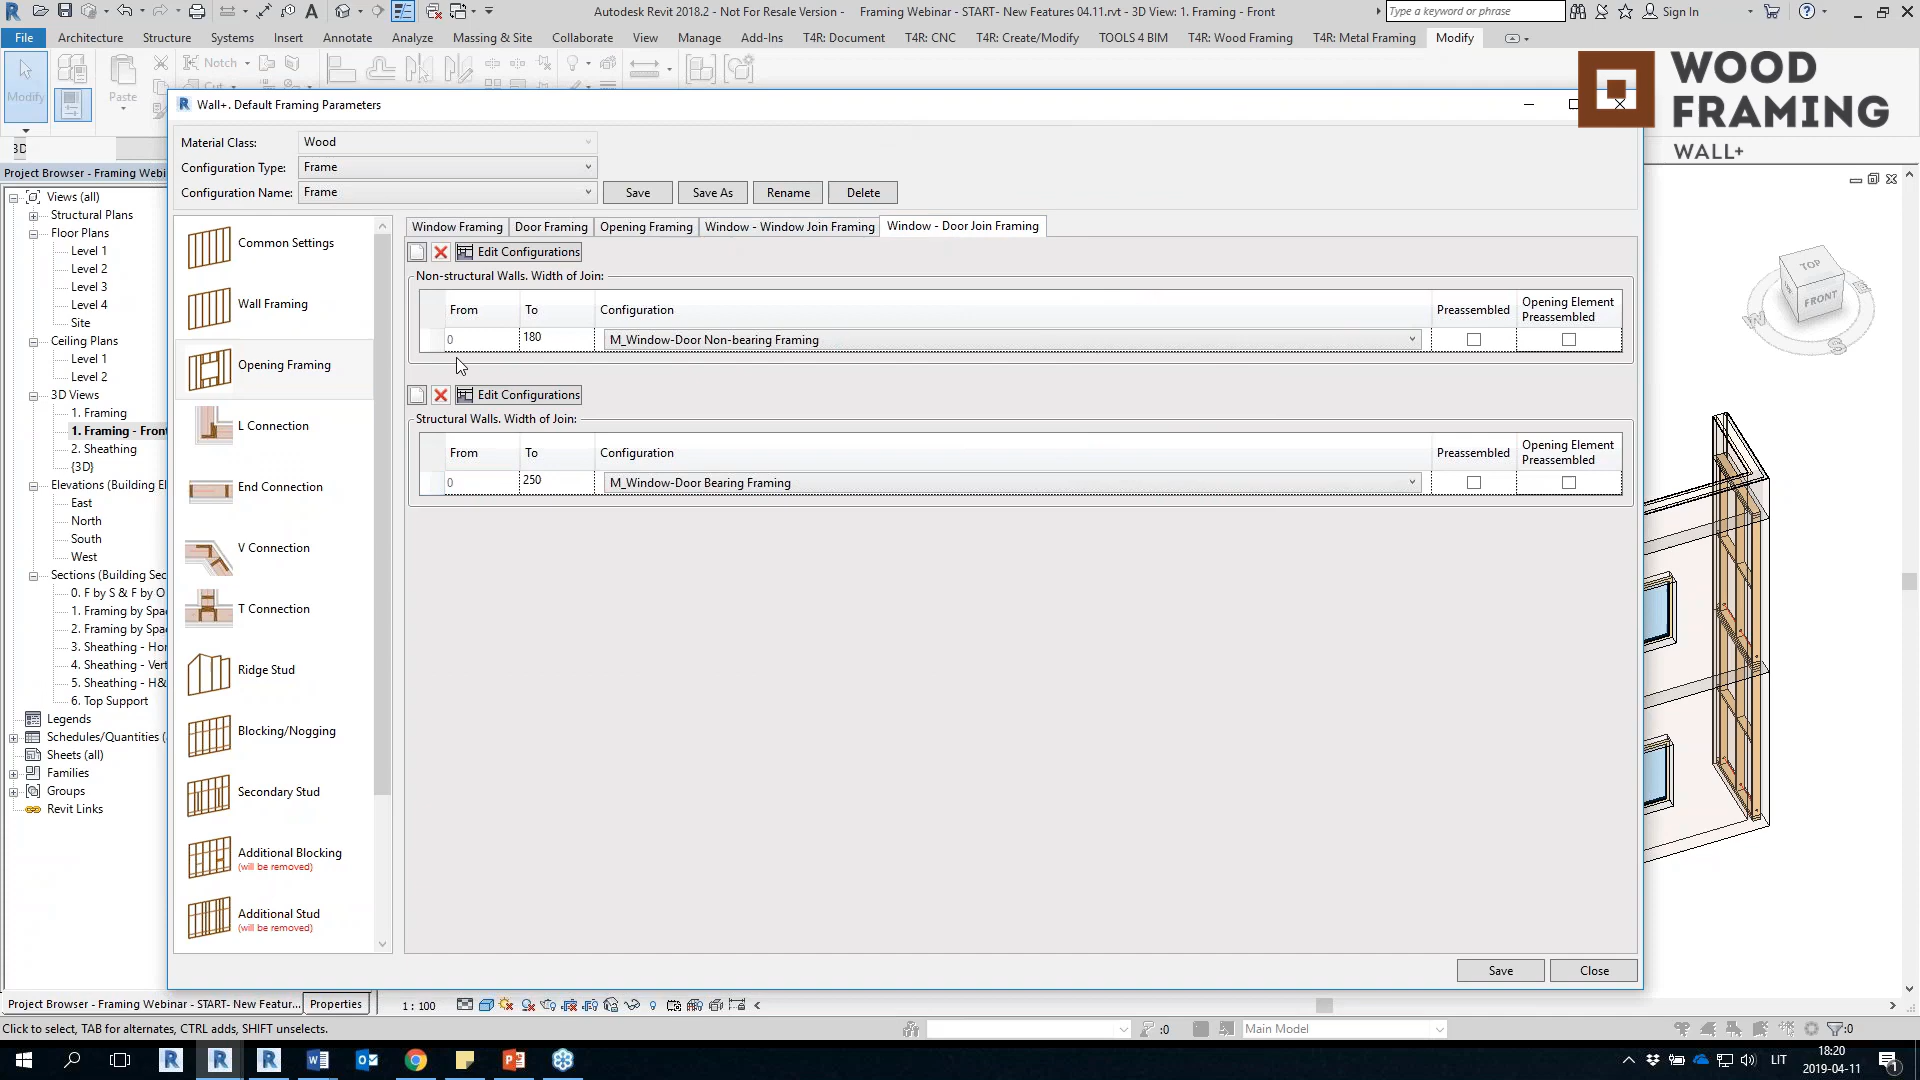 Autodesk Revit 2018.2 - Not For Resale Version - Framing Webinar - START- New Features 04.11.rvt - 3D View: 1. Framing - Front
Type a keyword or phrase
Sign In
File Architecture Structure Systems Insert Annotate Analyze Massing & Site Collaborate View Manage Add-Ins T4R: Document T4R: CNC T4R: Create/Modify TOOLS 4 BIM T4R: Wood Framing T4R: Metal Framing Modify
Modify
Paste
Notch
Cut
WOOD
FRAMING
WALL+
Wall+. Default Framing Parameters
Material Class: Wood
Configuration Type: Frame
Configuration Name: Frame Save Save As Rename Delete
Project Browser - Framing Webi
Views (all)
Structural Plans
Floor Plans
Level 1
Level 2
Level 3
Level 4
Site
Ceiling Plans
Level 1
Level 2
3D Views
1. Framing
1. Framing - Front
2. Sheathing
{3D}
Elevations (Building El
East
North
South
West
Sections (Building Sec
0. F by S & F by O
1. Framing by Spa
2. Framing by Spa
3. Sheathing - Ho
4. Sheathing - Ver
5. Sheathing - H&
6. Top Support
Legends
Schedules/Quantities (
Sheets (all)
Families
Groups
Revit Links
Common Settings
Wall Framing
Opening Framing
L Connection
End Connection
V Connection
T Connection
Ridge Stud
Blocking/Nogging
Secondary Stud
Additional Blocking
(will be removed)
Additional Stud
(will be removed)
Window Framing Door Framing Opening Framing Window - Window Join Framing Window - Door Join Framing
Edit Configurations
Non-structural Walls. Width of Join:
From To Configuration Preassembled Opening Element Preassembled
0 180 M_Window-Door Non-bearing Framing
Edit Configurations
Structural Walls. Width of Join:
From To Configuration Preassembled Opening Element Preassembled
0 250 M_Window-Door Bearing Framing
Save Close
TOP
FRONT
W
S
Project Browser - Framing Webinar - START- New Featur... Properties 1 : 100
Click to select, TAB for alternates, CTRL adds, SHIFT unselects.
:0 Main Model :0
LIT 18:20
2019-04-11
1